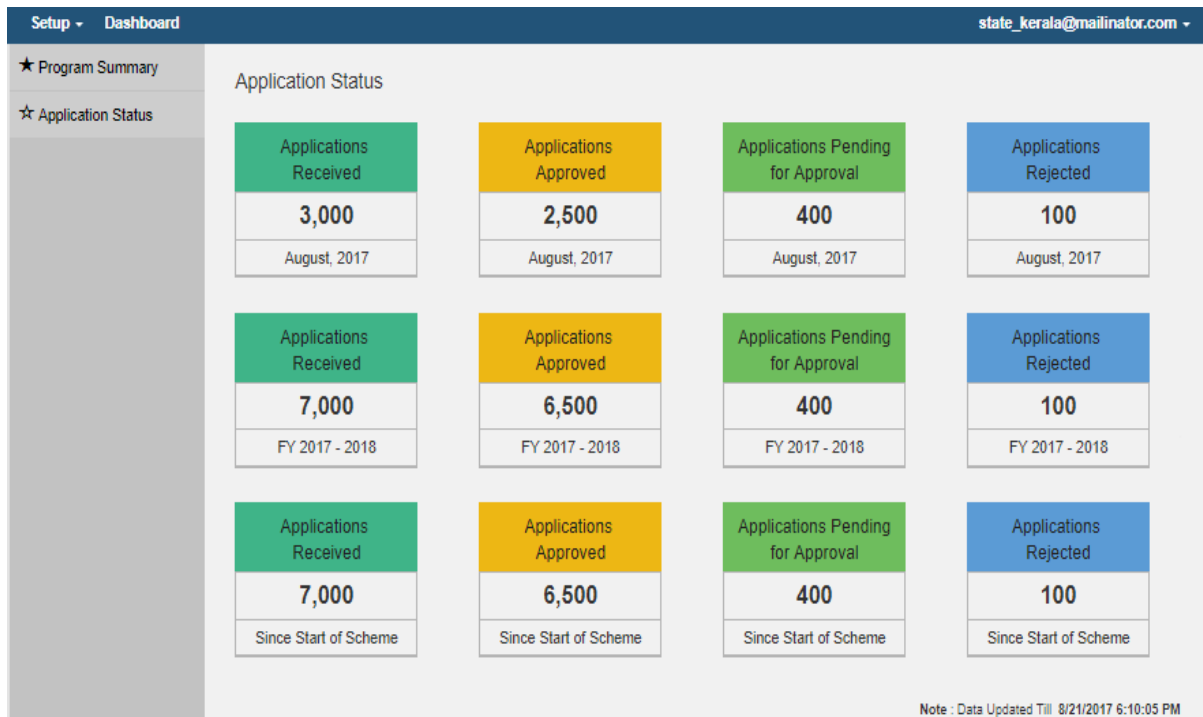 Setup Dashboard state_kerala@mailinator.com
Program Summary
Application Status
Application Status
Applications
Received
3,000
August, 2017
Applications
Approved
2,500
August, 2017
Applications Pending
for Approval
400
August, 2017
Applications
Rejected
100
August, 2017
Applications
Received
7,000
FY 2017 - 2018
Applications
Approved
6,500
FY 2017 - 2018
Applications Pending
for Approval
400
FY 2017 - 2018
Applications
Rejected
100
FY 2017 - 2018
Applications
Received
7,000
Since Start of Scheme
Applications
Approved
6,500
Since Start of Scheme
Applications Pending
for Approval
400
Since Start of Scheme
Applications
Rejected
100
Since Start of Scheme
Note : Data Updated Till 8/21/2017 6:10:05 PM